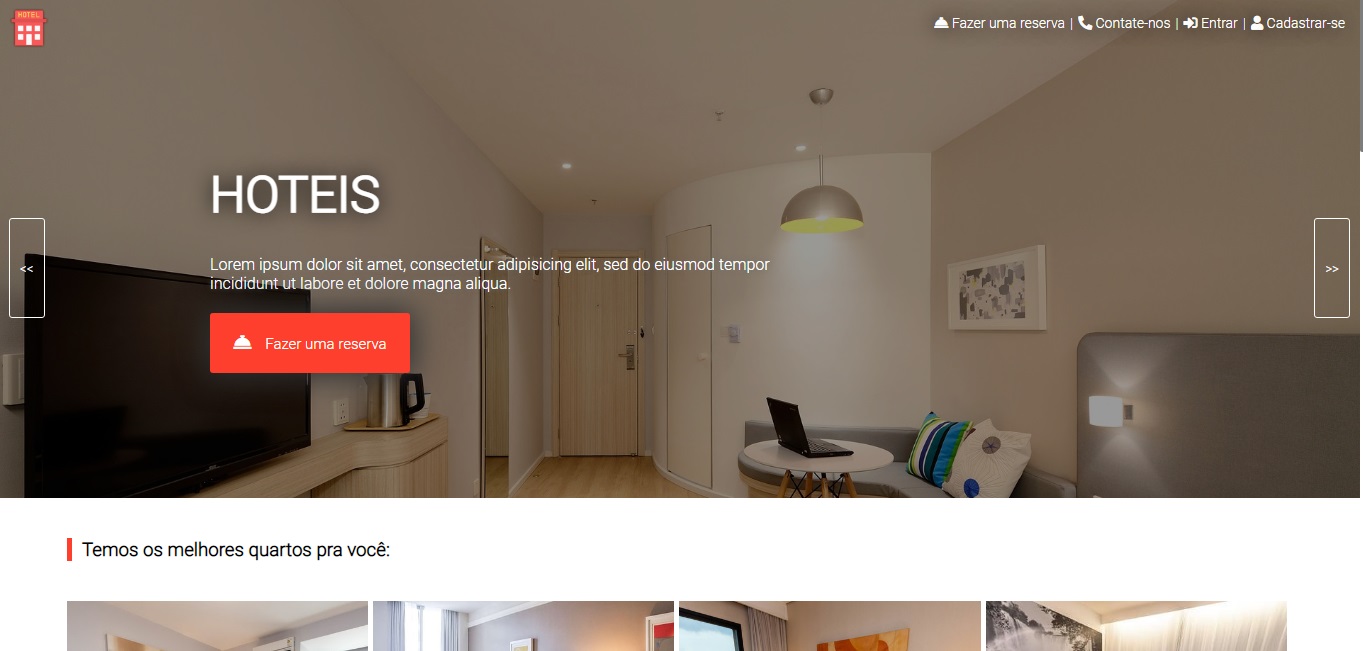 HOTEL
Fazer uma reserva | Contate-nos | Entrar | Cadastrar-se
HOTEIS
<<
>>
Lorem ipsum dolor sit amet, consectetur adipisicing elit, sed do eiusmod tempor
incididunt ut labore et dolore magna aliqua.
Fazer uma reserva
Temos os melhores quartos pra você: